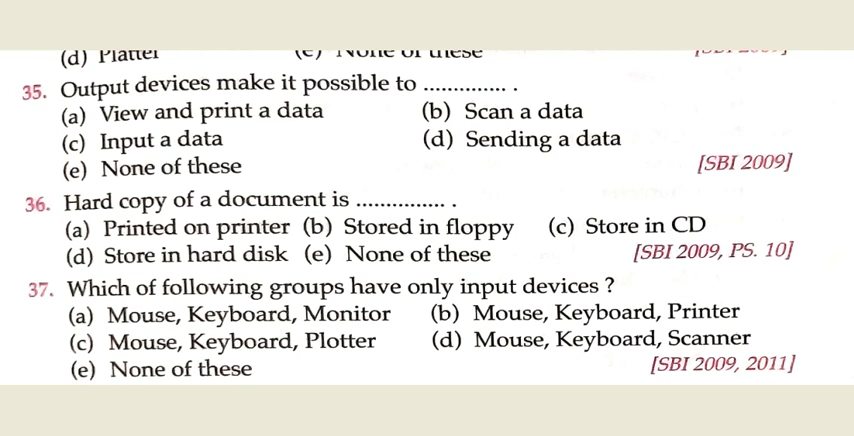 (d) Platter (e) None of these
35. Output devices make it possible to .............. .
(a) View and print a data (b) Scan a data
(c) Input a data (d) Sending a data
(e) None of these [SBI 2009]
36. Hard copy of a document is ............... .
(a) Printed on printer (b) Stored in floppy (c) Store in CD
(d) Store in hard disk (e) None of these [SBI 2009, PS. 10]
37. Which of following groups have only input devices ?
(a) Mouse, Keyboard, Monitor (b) Mouse, Keyboard, Printer
(c) Mouse, Keyboard, Plotter (d) Mouse, Keyboard, Scanner
(e) None of these [SBI 2009, 2011]